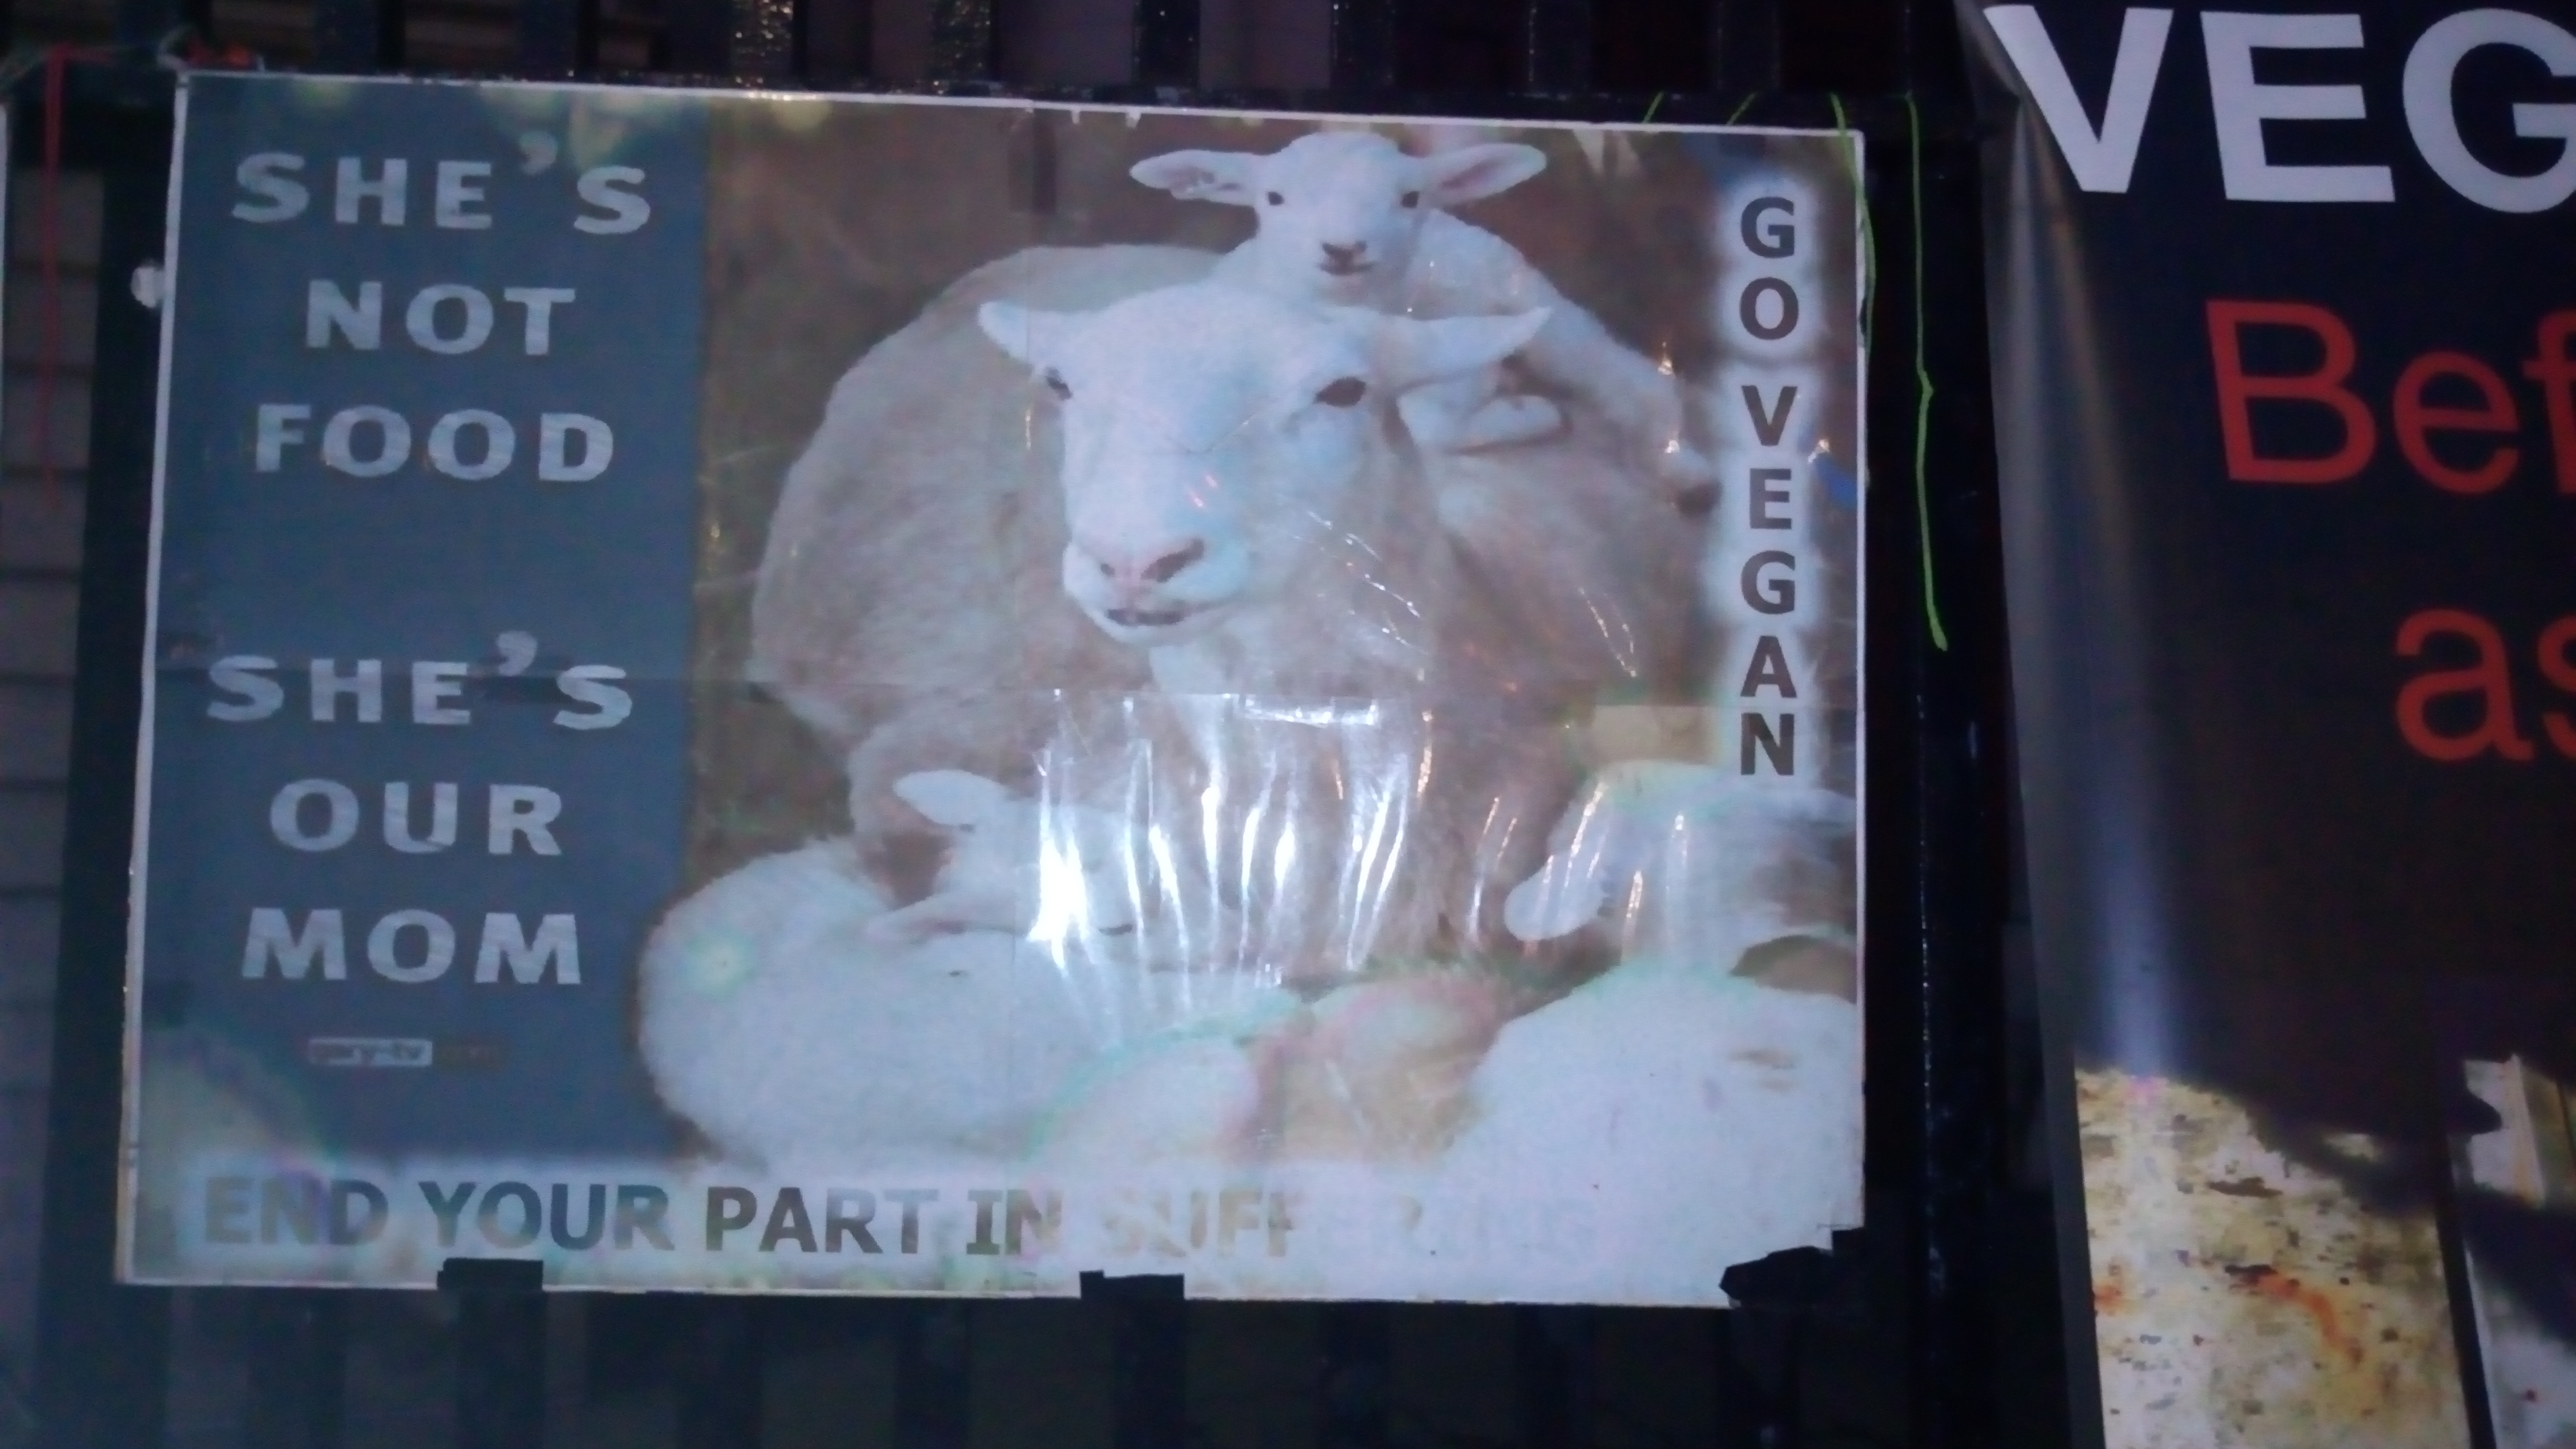 SHE'S
NOT
FOOD
SHE'S
OUR
MOM
GO VEGAN
END YOUR PART IN
VEG
Bef
as